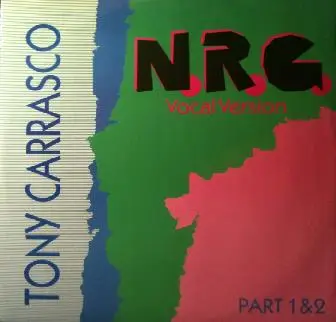 TONY CARRASCO
N.R.G.
Vocal Version
PART 1&2